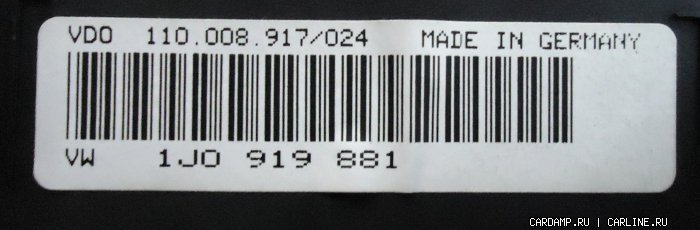 VDO 110.008.917/024 MADE IN GERMANY
VW 1J0 919 881
CARDAMP.RU | CARLINE.RU